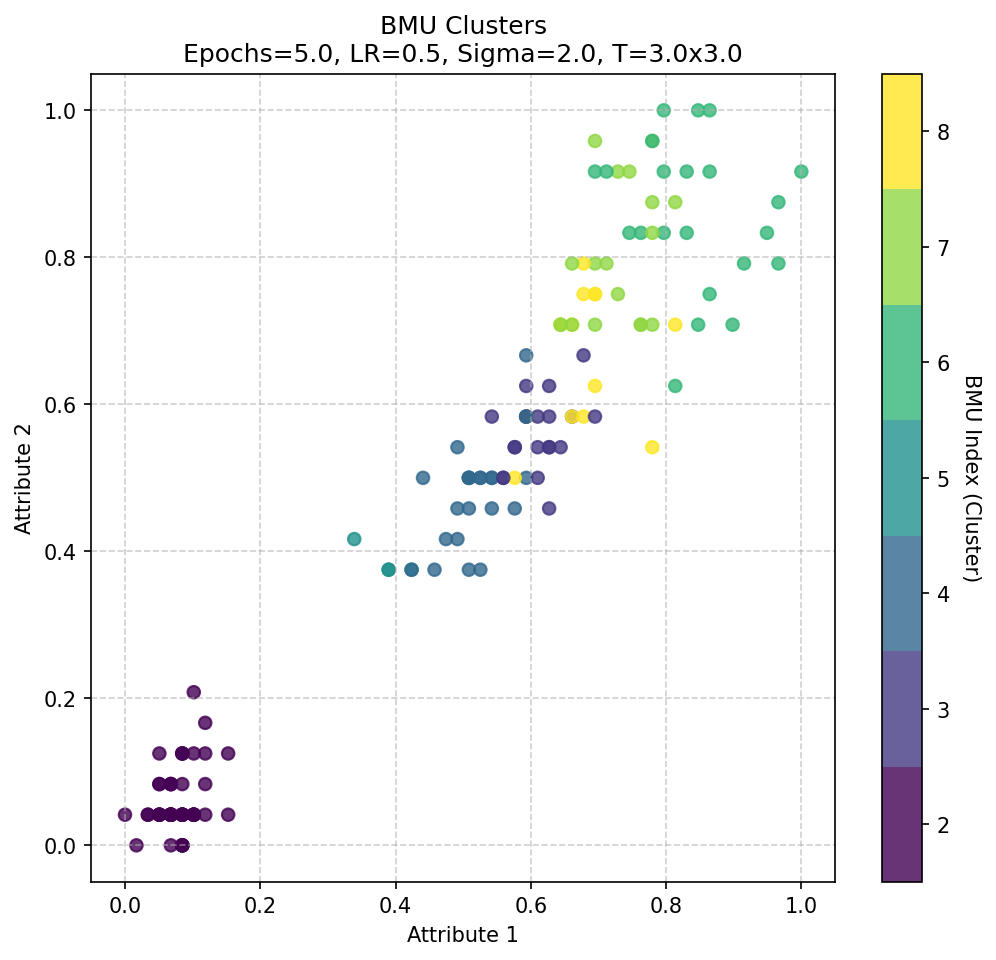 BMU Clusters
Epochs=5.0, LR=0.5, Sigma=2.0, T=3.0x3.0
1.0
0.8
0.6
0.4
0.2
0.0
Attribute 2
0.0 0.2 0.4 0.6 0.8 1.0
Attribute 1
8
7
6
5
4
3
2
BMU Index (Cluster)